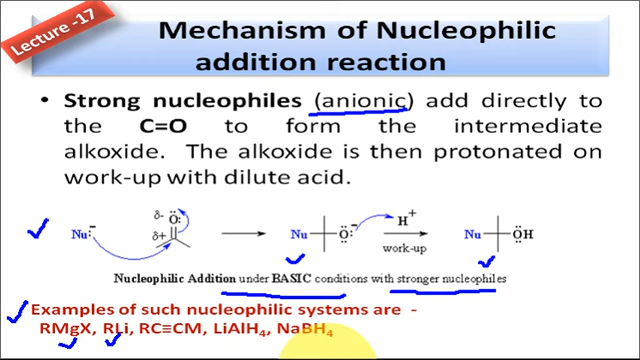 Lecture -17
Mechanism of Nucleophilic
addition reaction
• Strong nucleophiles (anionic) add directly to
the C=O to form the intermediate
alkoxide. The alkoxide is then protonated on
work-up with dilute acid.
Nu:⁻ δ- :Ö: δ+ Nu Ö:⁻ H⁺ work-up Nu ÖH
Nucleophilic Addition under BASIC conditions with stronger nucleophiles
Examples of such nucleophilic systems are -
RMgX, RLi, RC≡CM, LiAlH₄, NaBH₄